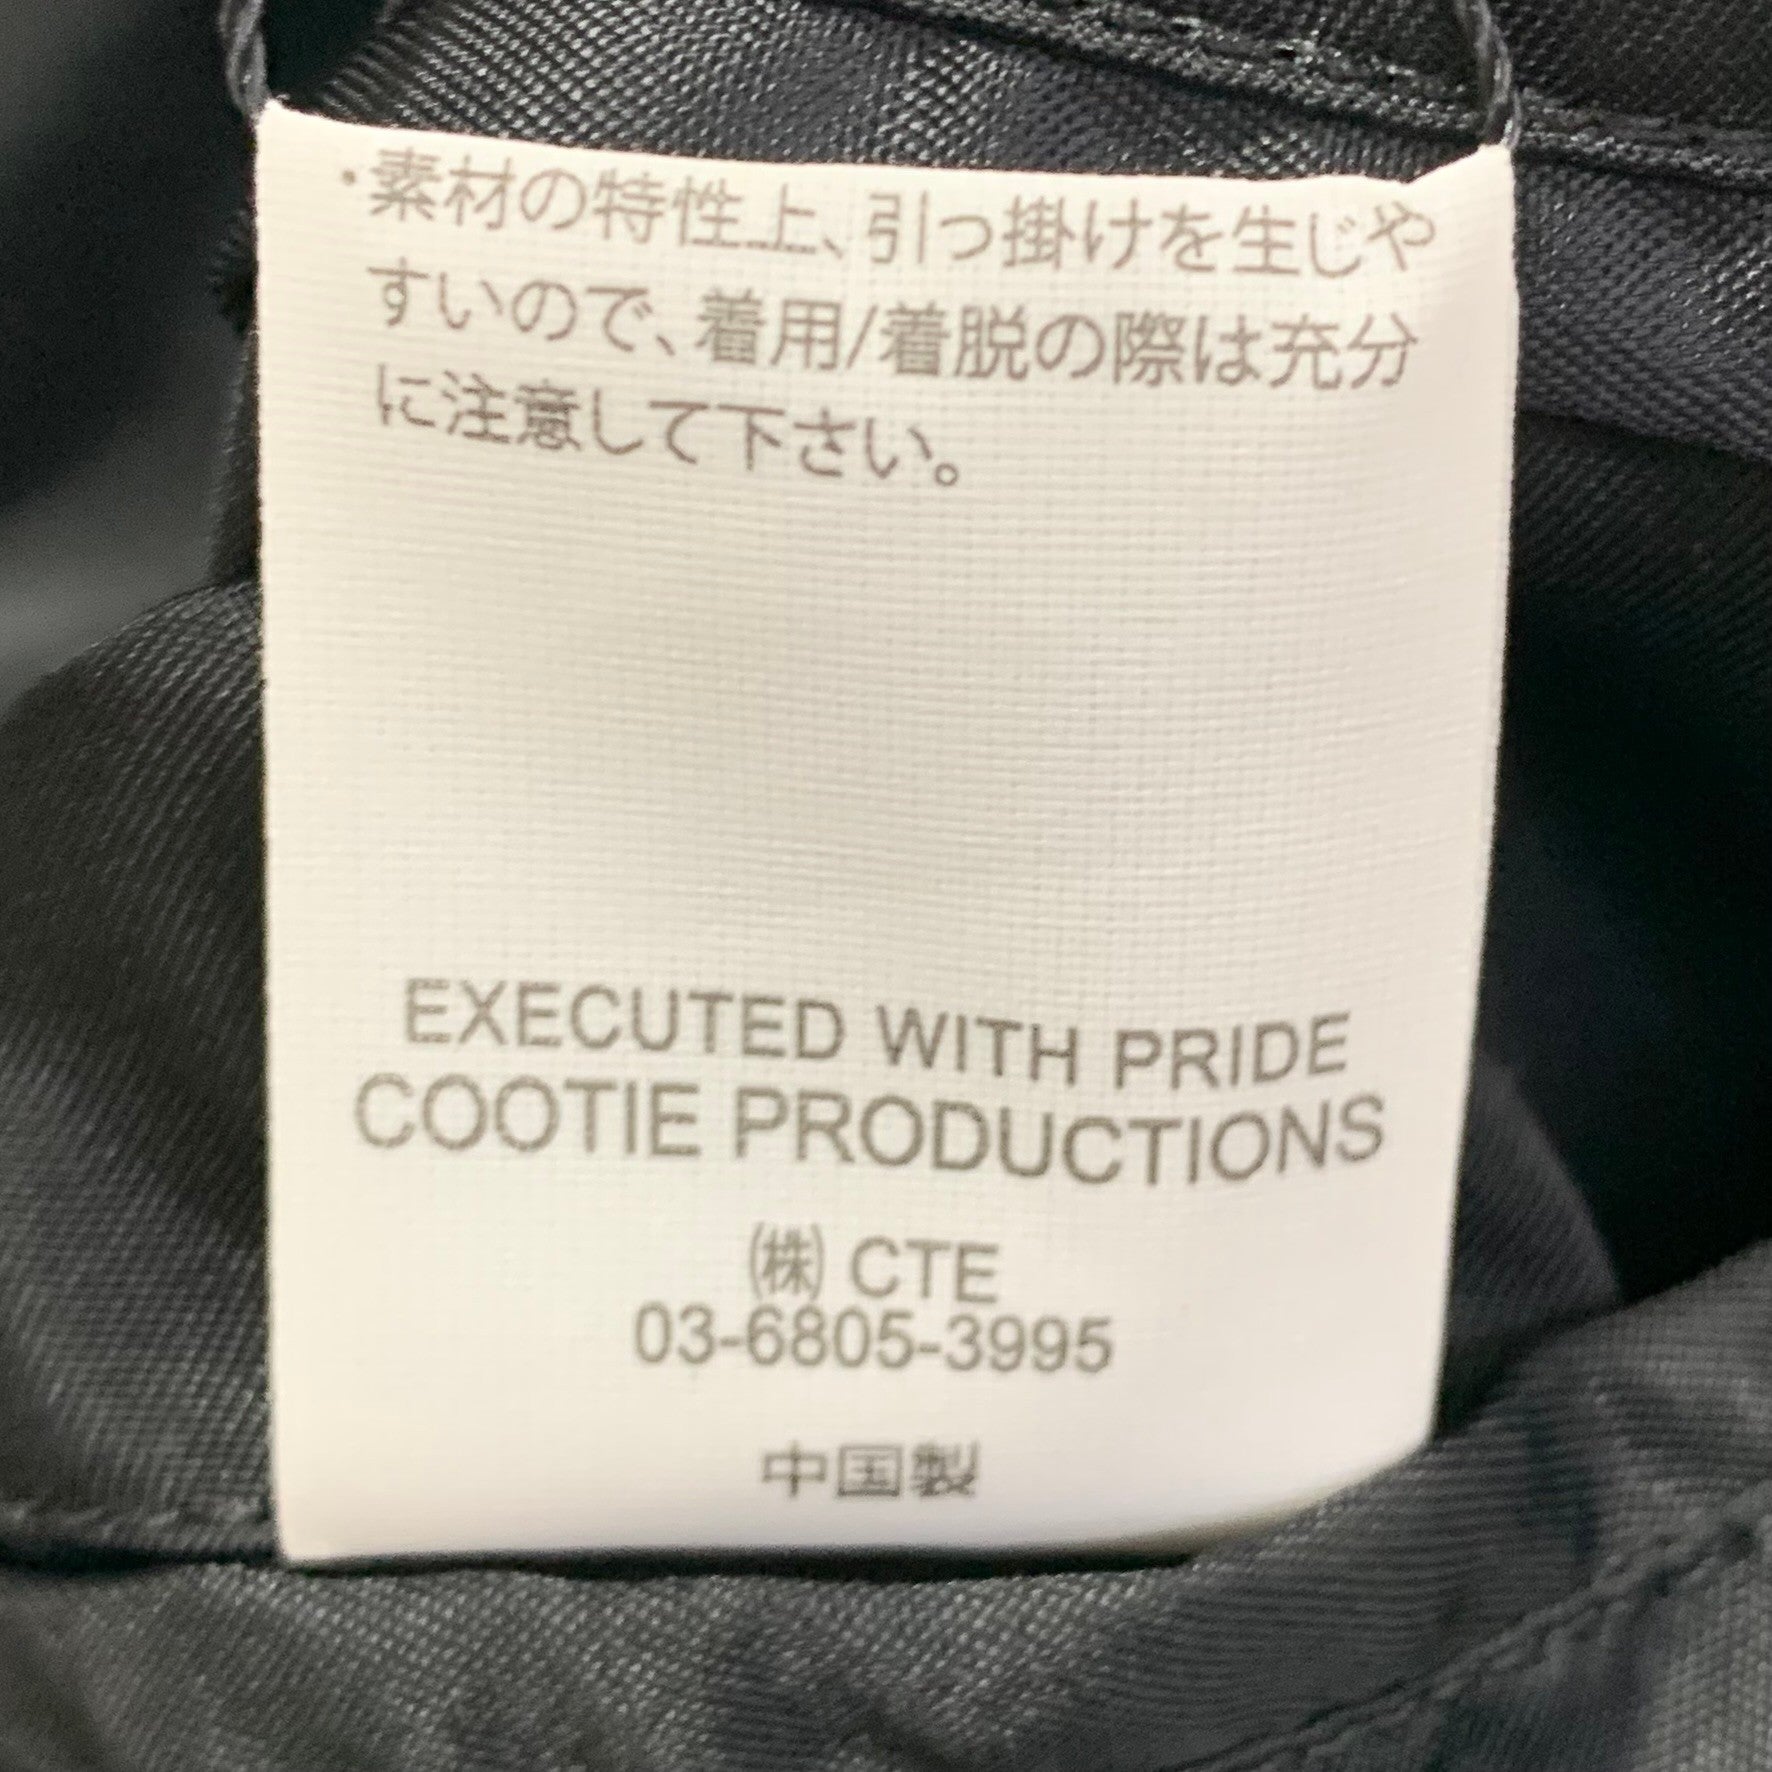 ・素材の特性上、引っ掛けを生じや
すいので、着用/着脱の際は充分
に注意して下さい。
EXECUTED WITH PRIDE
COOTIE PRODUCTIONS
㈱ CTE
03-6805-3995
中国製